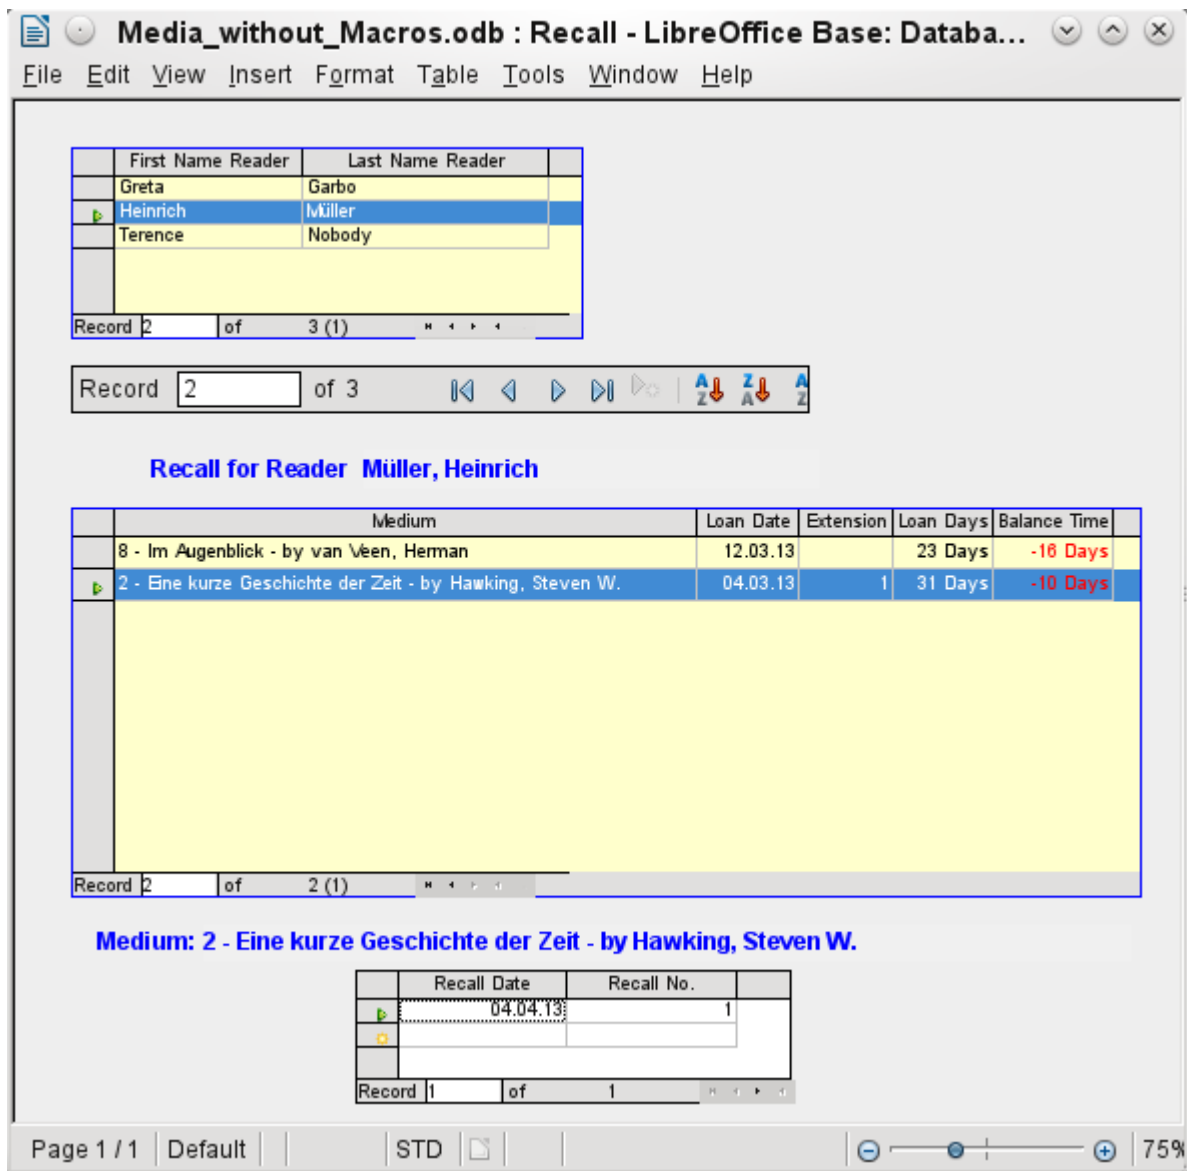 Media_without_Macros.odb : Recall - LibreOffice Base: Databa...
File Edit View Insert Format Table Tools Window Help
First Name Reader Last Name Reader
Greta Garbo
Heinrich Müller
Terence Nobody
Record 2 of 3 (1)
Record 2 of 3
Recall for Reader Müller, Heinrich
Medium Loan Date Extension Loan Days Balance Time
8 - Im Augenblick - by van Veen, Herman 12.03.13 23 Days -16 Days
2 - Eine kurze Geschichte der Zeit - by Hawking, Steven W. 04.03.13 1 31 Days -10 Days
Record 2 of 2 (1)
Medium: 2 - Eine kurze Geschichte der Zeit - by Hawking, Steven W.
Recall Date Recall No.
04.04.13 1
Record 1 of 1
Page 1 / 1 Default STD 75%